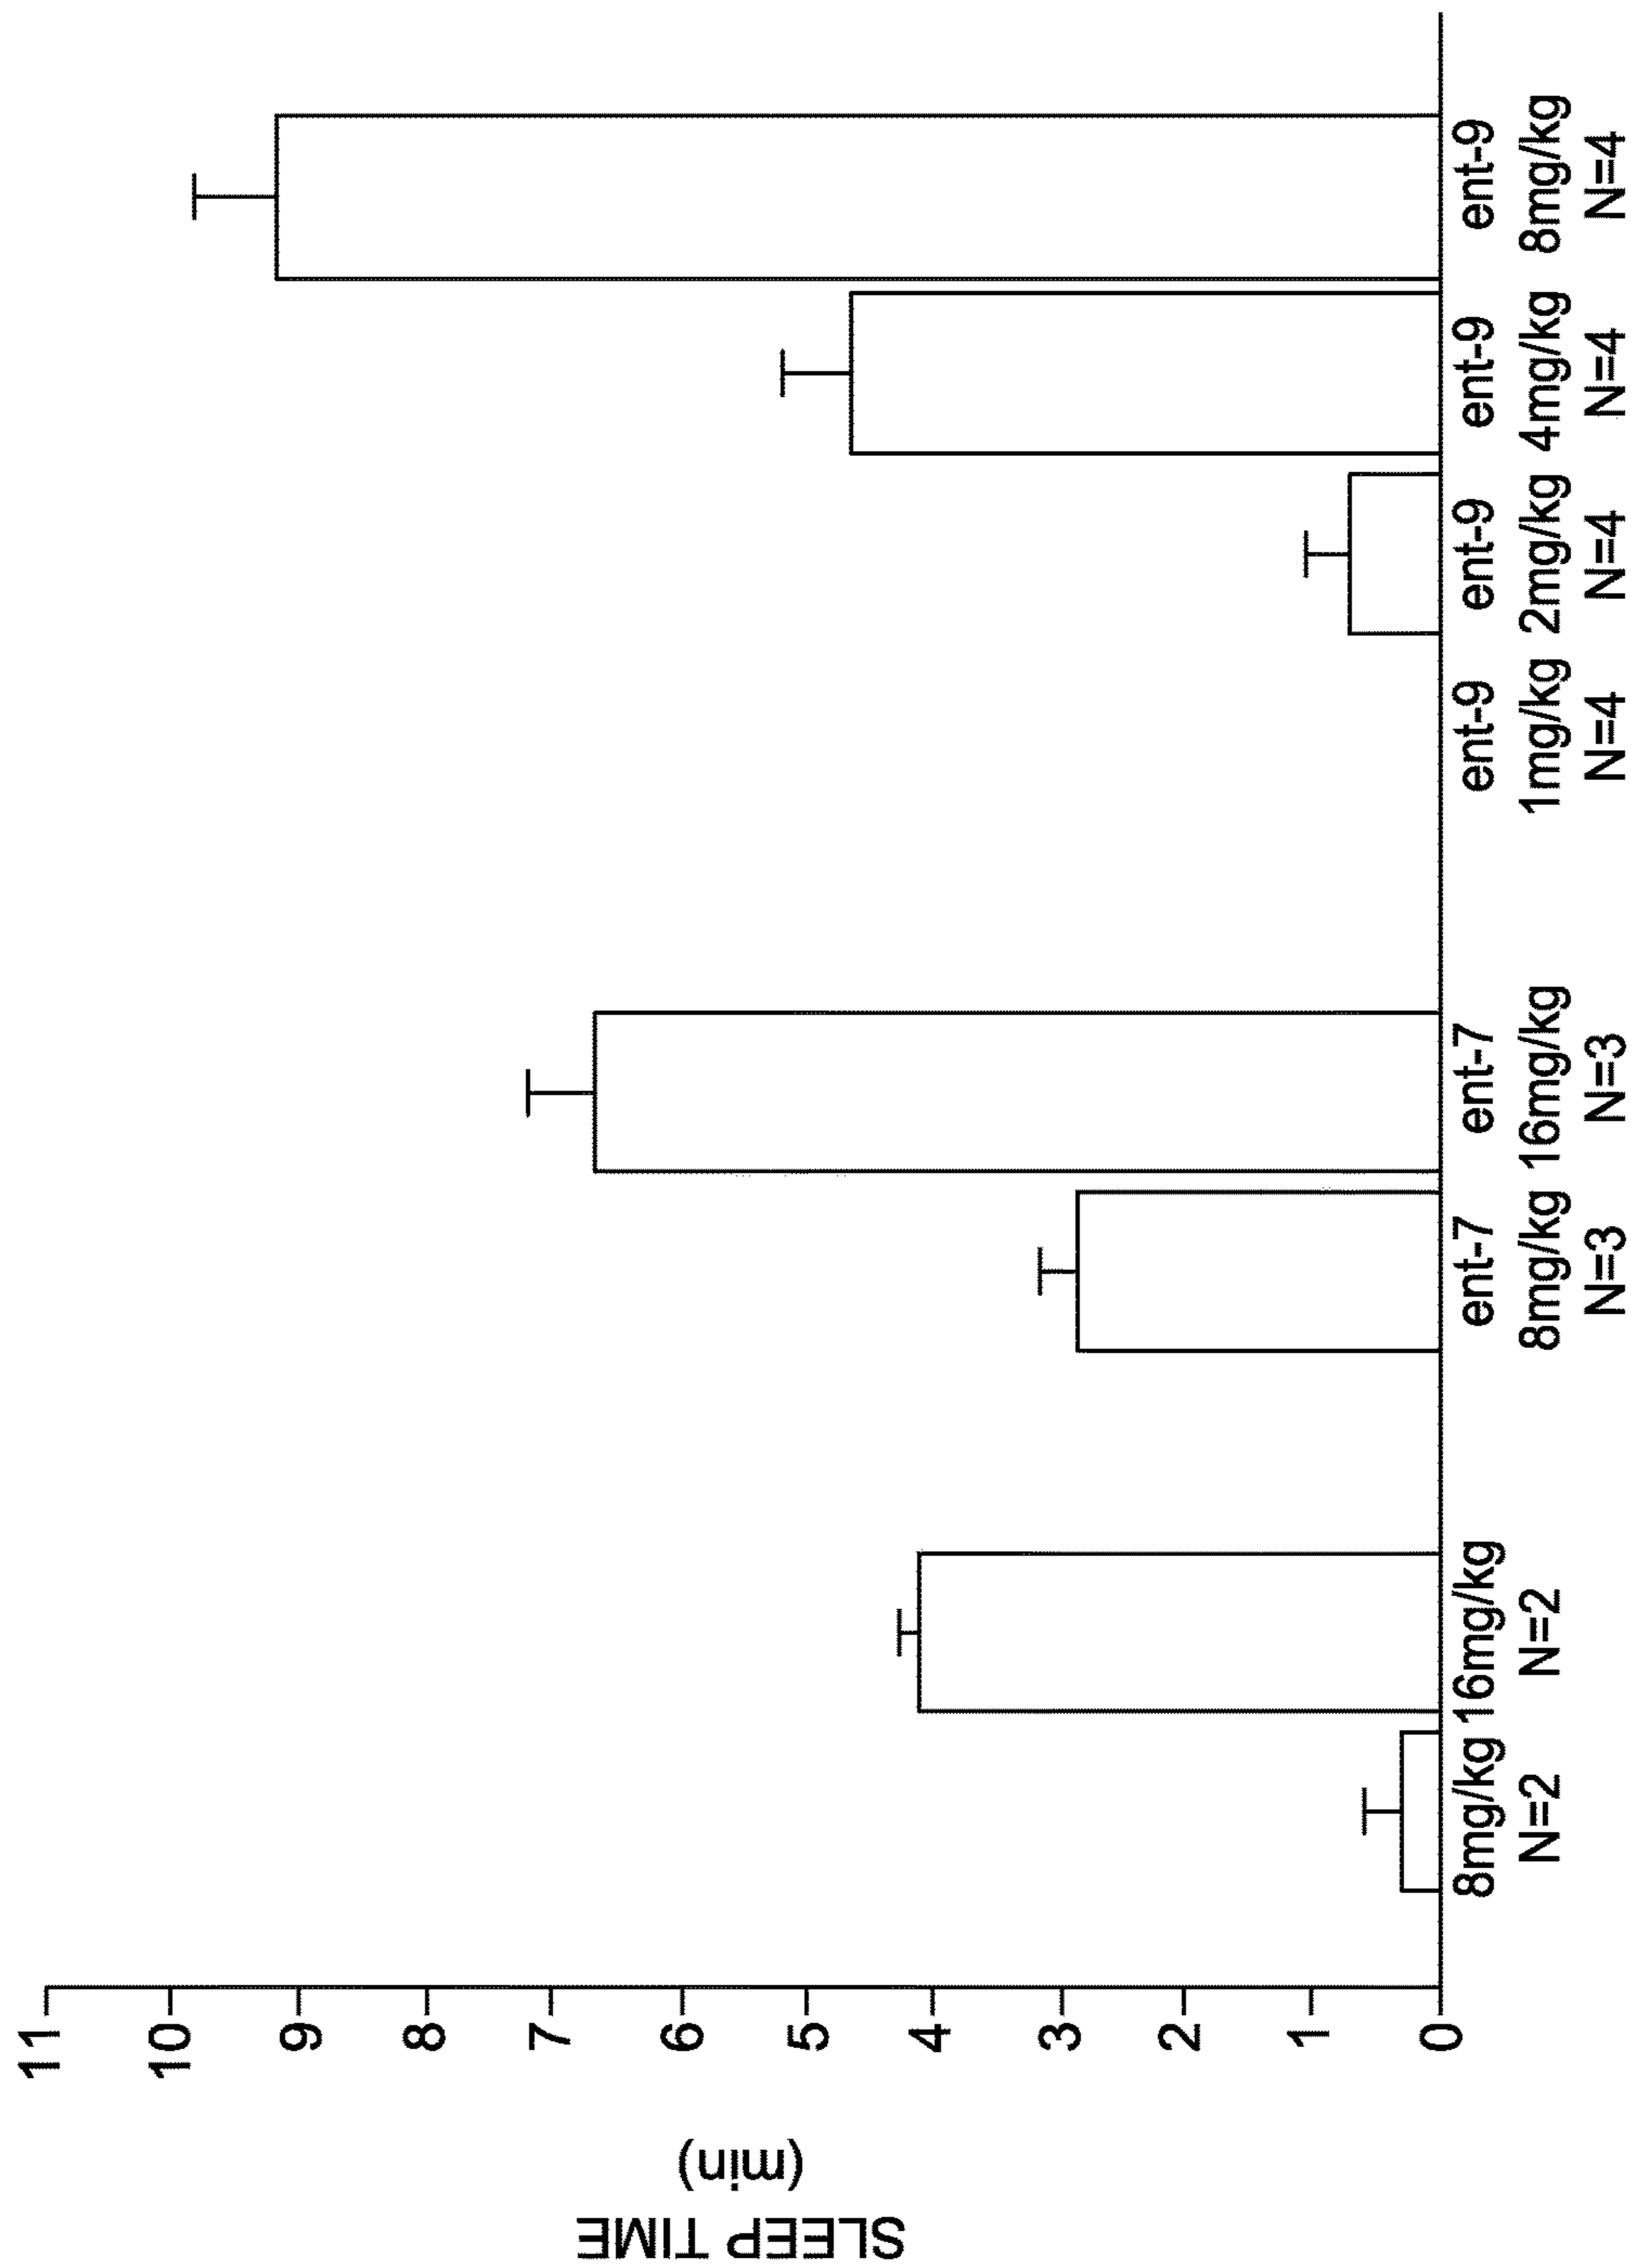 SLEEP TIME
(min)
11
10
9
8
7
6
5
4
3
2
1
0
8mg/kg 16mg/kg
N=2 N=2
ent-7 ent-7
8mg/kg 16mg/kg
N=3 N=3
ent-9 ent-9 ent-9 ent-9
1mg/kg 2mg/kg 4mg/kg 8mg/kg
N=4 N=4 N=4 N=4